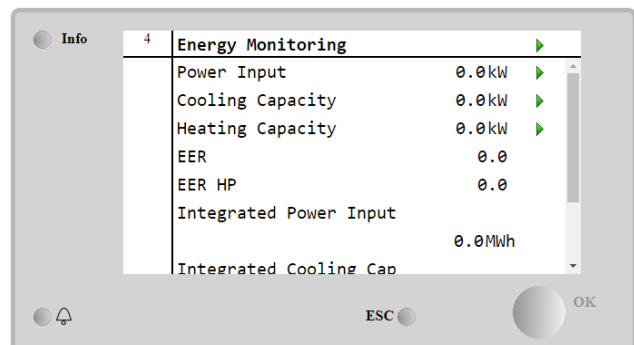 Info
4 Energy Monitoring
Power Input 0.0kW
Cooling Capacity 0.0kW
Heating Capacity 0.0kW
EER 0.0
EER HP 0.0
Integrated Power Input
0.0MWh
Integrated Cooling Cap
ESC
OK